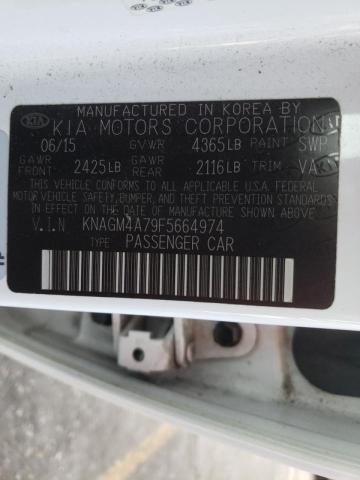 MANUFACTURED IN KOREA BY
KIA KIA MOTORS CORPORATION
06/15 GVWR 4365LB PAINT SWP
GAWR FRONT 2425LB GAWR REAR 2116LB TRIM VA
THIS VEHICLE CONFORMS TO ALL APPLICABLE U.S.A. FEDERAL
MOTOR VEHICLE SAFETY, BUMPER, AND THEFT PREVENTION
STANDARDS IN EFFECT ON THE DATE OF MANUFACTURE SHOWN ABOVE.
V.I.N KNAGM4A79F5664974
TYPE PASSENGER CAR